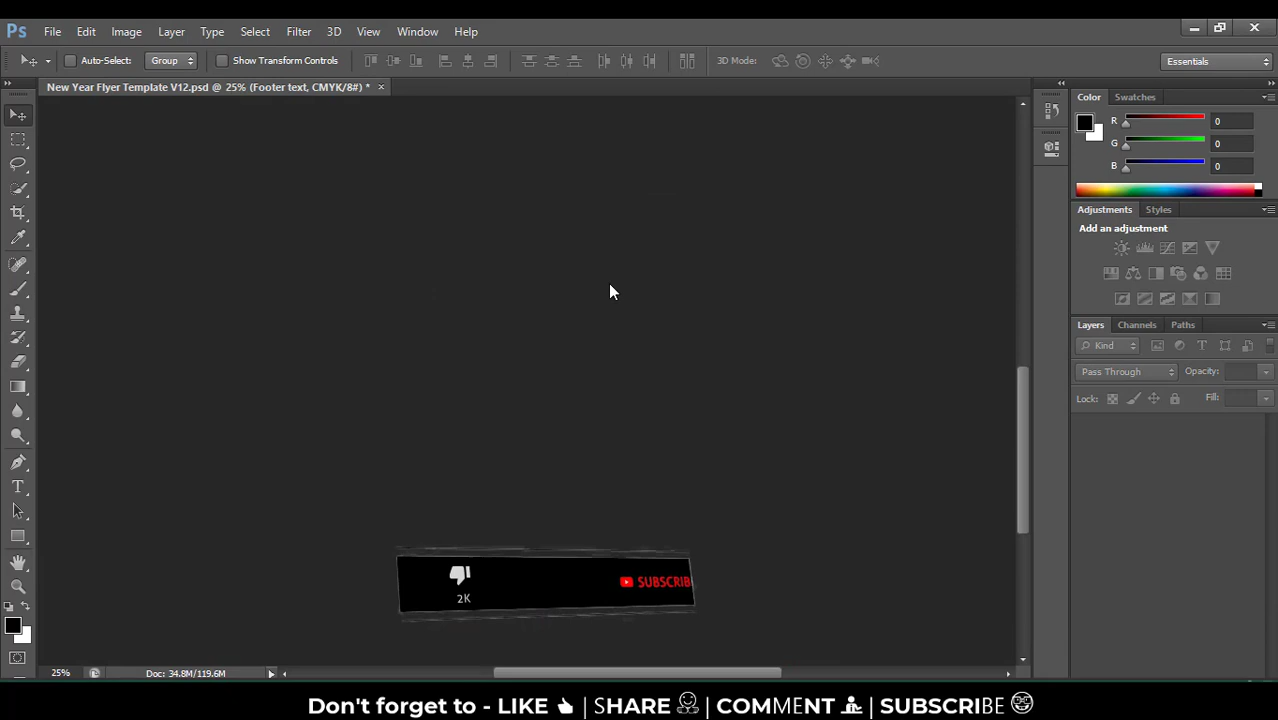 Ps File Edit Image Layer Type Select Filter 3D View Window Help
Auto-Select: Group Show Transform Controls 3D Mode: Essentials
New Year Flyer Template V12.psd @ 25% (Footer text, CMYK/8#) * ×
Color Swatches
R 0
G 0
B 0
Adjustments Styles
Add an adjustment
Layers Channels Paths
Kind
Pass Through Opacity:
Lock: Fill:
2K SUBSCRIB
25% Doc: 34.8M/119.6M
Don't forget to - LIKE | SHARE | COMMENT | SUBSCRIBE